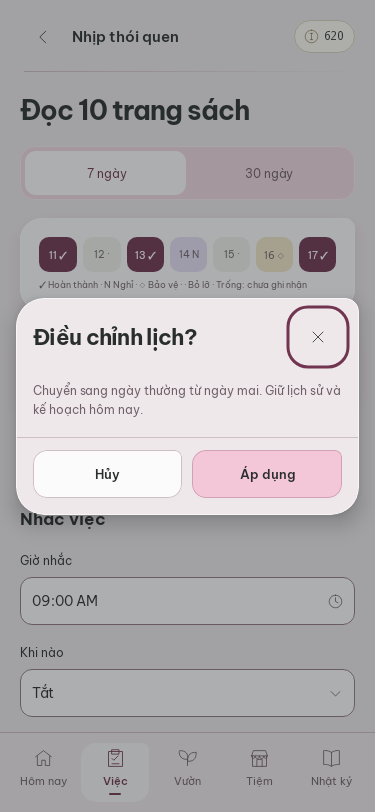 Nhịp thói quen
620
Đọc 10 trang sách
7 ngày
30 ngày
11 ✓ 12 · 13 ✓ 14 N 15 · 16 ◇ 17 ✓
✓ Hoàn thành · N Nghỉ · ◇ Bảo vệ · · Bỏ lỡ · Trống: chưa ghi nhận
Điều chỉnh lịch?
Chuyển sang ngày thường từ ngày mai. Giữ lịch sử và
kế hoạch hôm nay.
Hủy
Áp dụng
Nhắc việc
Giờ nhắc
09:00 AM
Khi nào
Tắt
Hôm nay
Việc
Vườn
Tiệm
Nhật ký